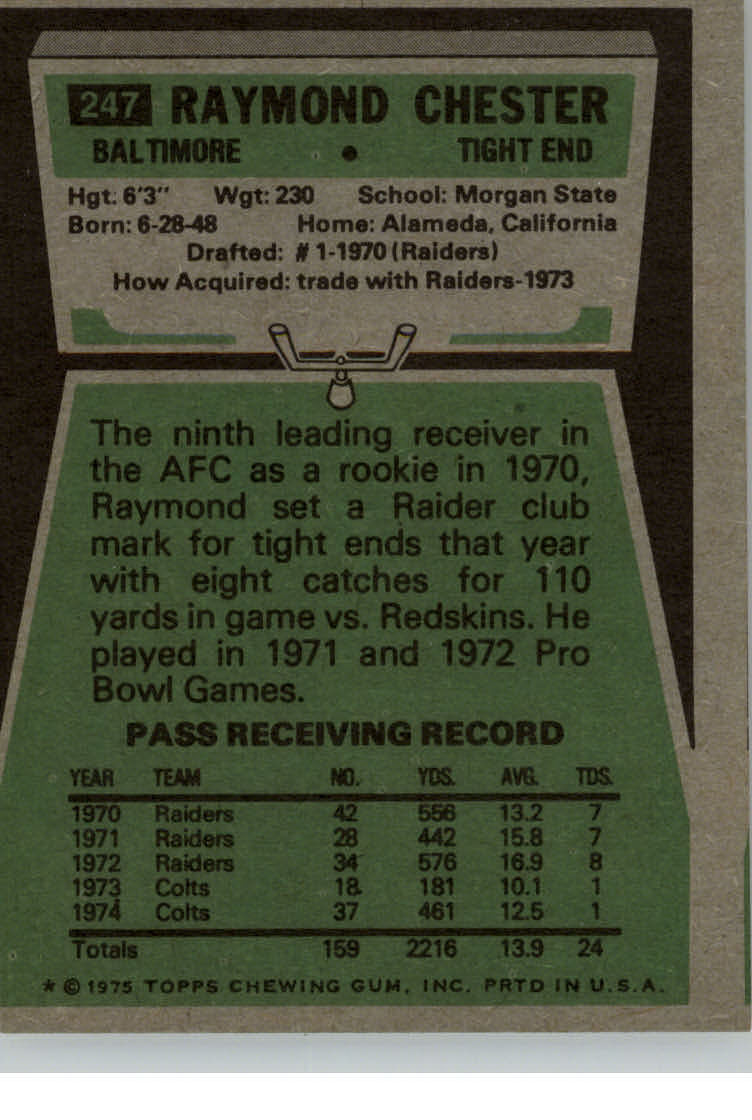 247 RAYMOND CHESTER
BALTIMORE • TIGHT END
Hgt: 6'3" Wgt: 230 School: Morgan State
Born: 6-28-48 Home: Alameda, California
Drafted: # 1-1970 (Raiders)
How Acquired: trade with Raiders-1973
The ninth leading receiver in
the AFC as a rookie in 1970,
Raymond set a Raider club
mark for tight ends that year
with eight catches for 110
yards in game vs. Redskins. He
played in 1971 and 1972 Pro
Bowl Games.
PASS RECEIVING RECORD
YEAR TEAM NO. YDS. AVG. TDS.
1970 Raiders 42 556 13.2 7
1971 Raiders 28 442 15.8 7
1972 Raiders 34 576 16.9 8
1973 Colts 18 181 10.1 1
1974 Colts 37 461 12.5 1
Totals 159 2216 13.9 24
* © 1975 TOPPS CHEWING GUM, INC. PRTD IN U.S.A.